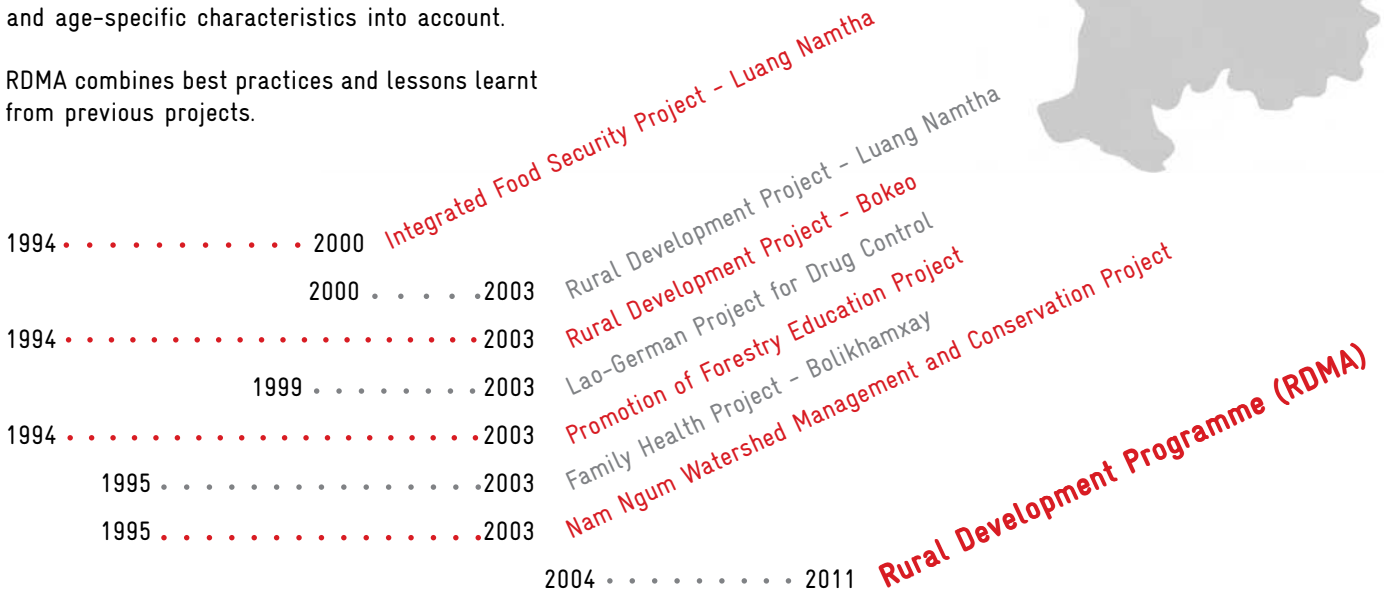 and age-specific characteristics into account.
RDMA combines best practices and lessons learnt
from previous projects.
1994 2000 Integrated Food Security Project - Luang Namtha
2000 2003 Rural Development Project - Luang Namtha
1994 2003 Rural Development Project - Bokeo
1999 2003 Lao-German Project for Drug Control
1994 2003 Promotion of Forestry Education Project
1995 2003 Family Health Project - Bolikhamxay
1995 2003 Nam Ngum Watershed Management and Conservation Project
2004 2011 Rural Development Programme (RDMA)